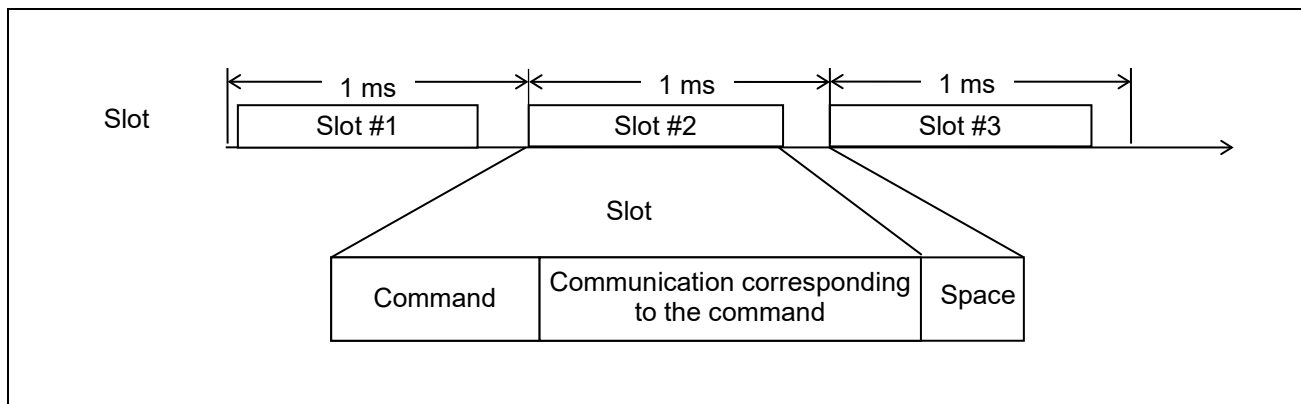 1 ms 1 ms 1 ms
Slot Slot #1 Slot #2 Slot #3
Slot
Command Communication corresponding to the command Space